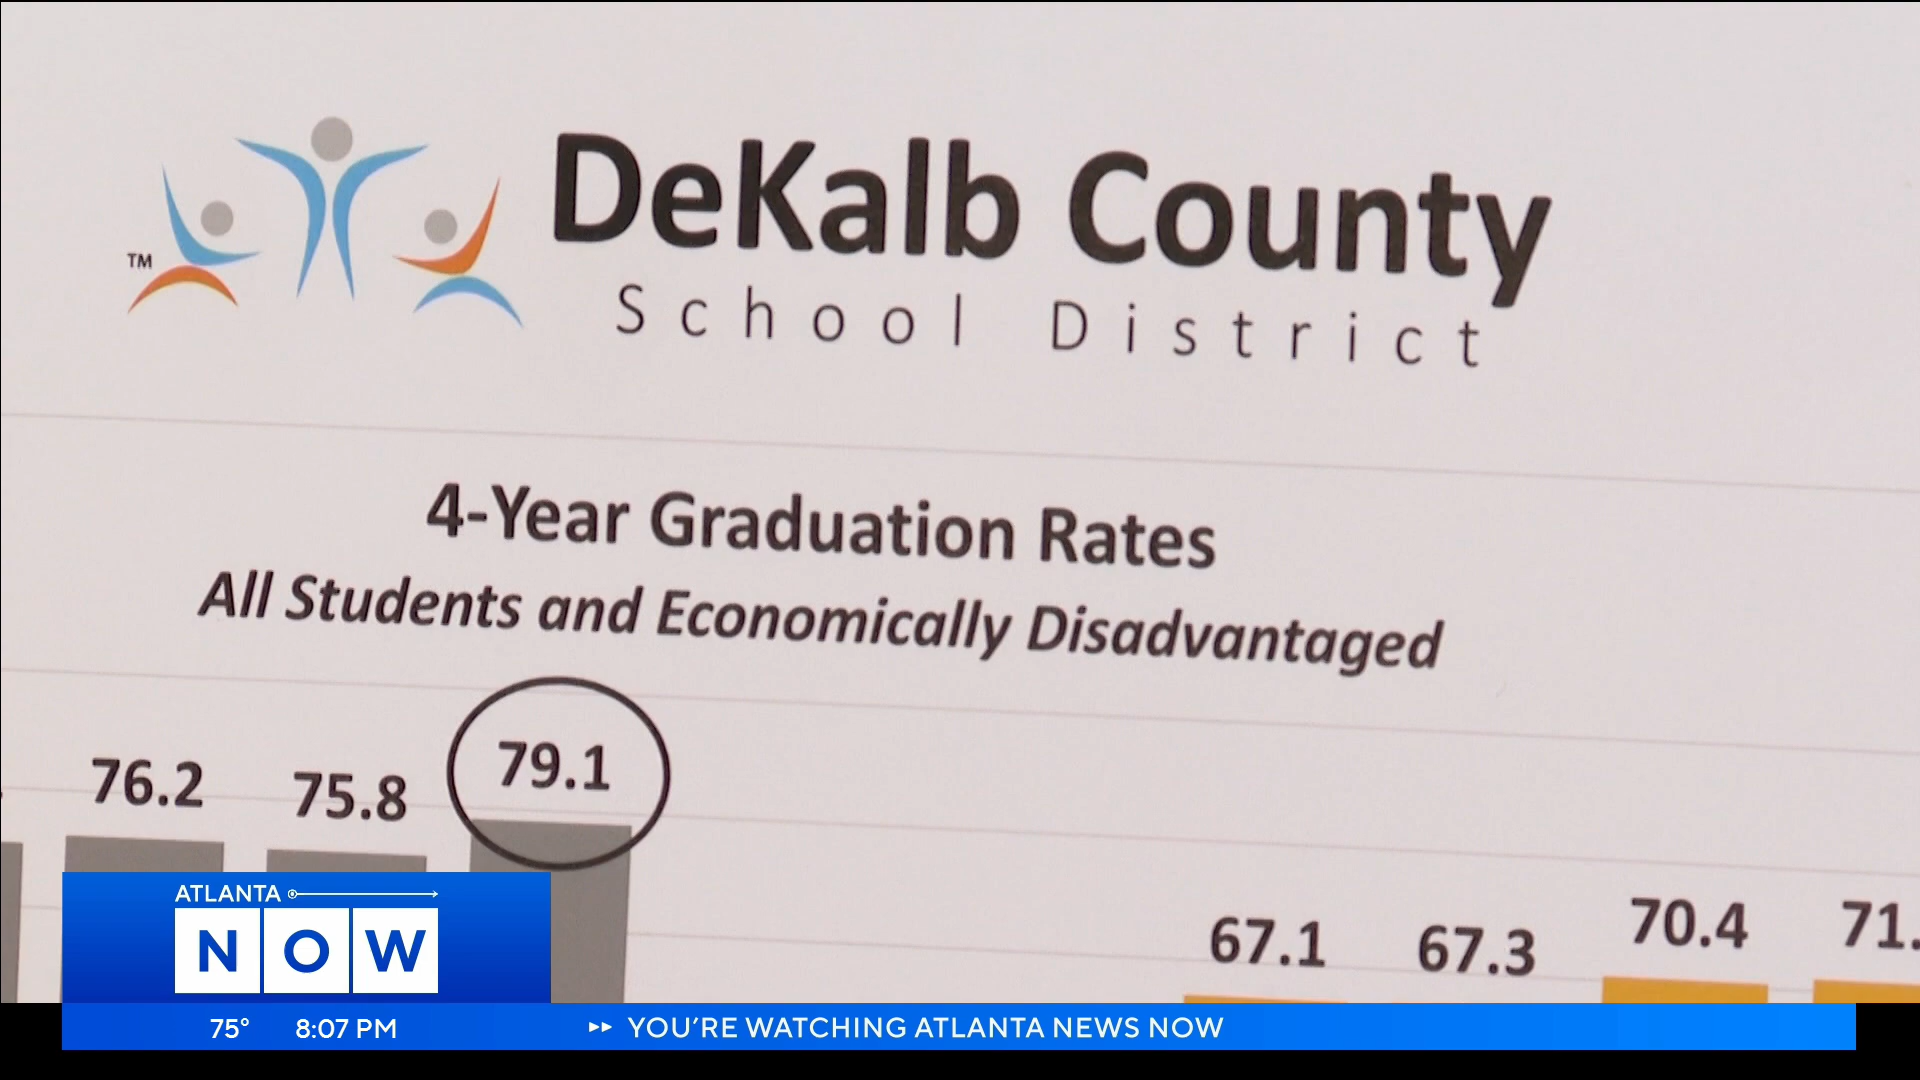 DeKalb County
TM
School District
4-Year Graduation Rates
All Students and Economically Disadvantaged
76.2
75.8
79.1
67.1
67.3
70.4
71.
ATLANTA
NOW
75° 8:07 PM YOU'RE WATCHING ATLANTA NEWS NOW